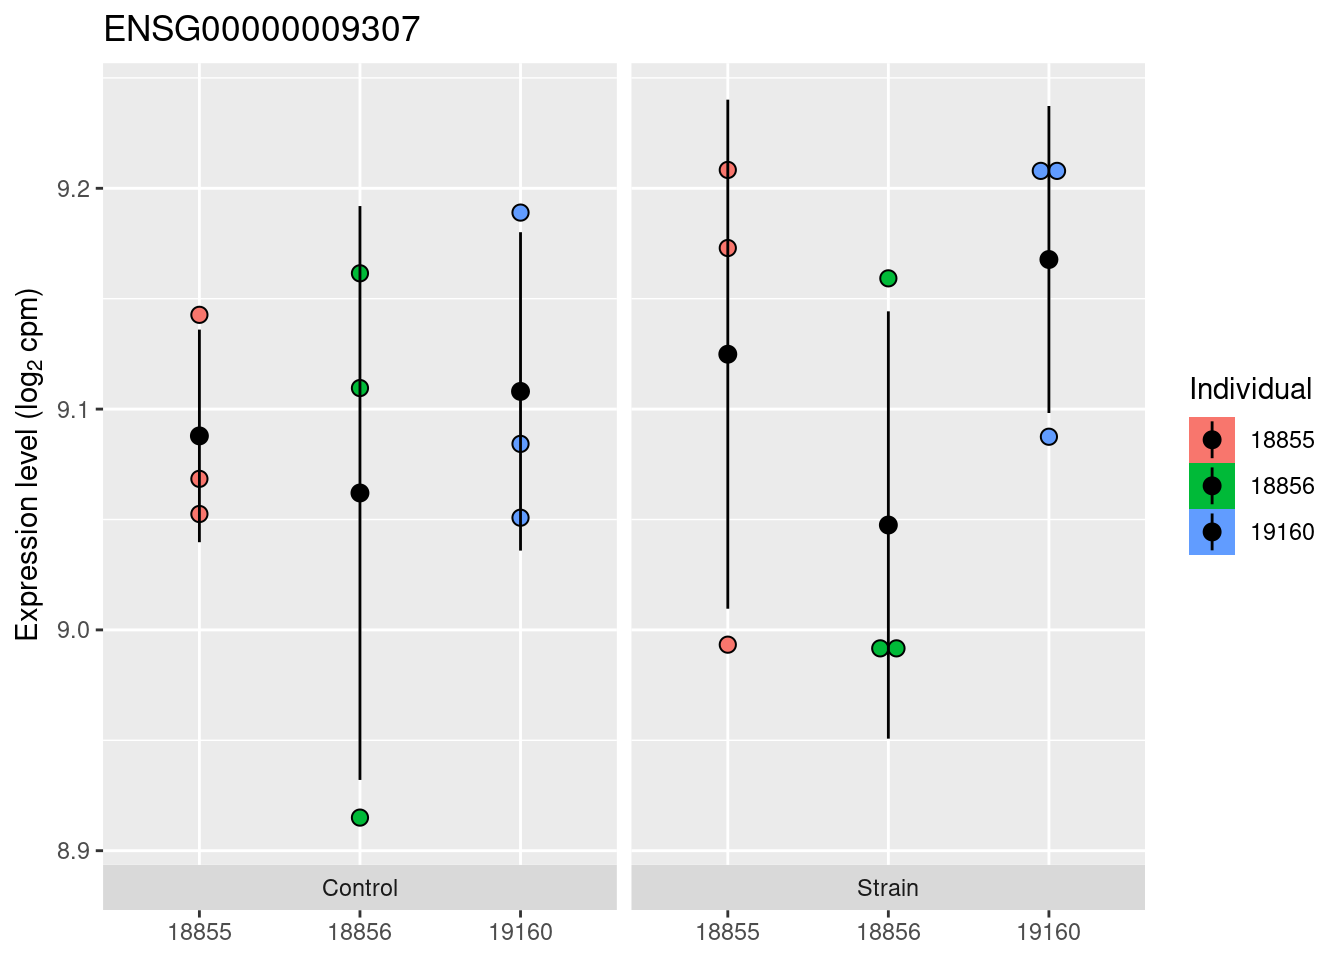 ENSG00000009307
Expression level (log₂ cpm)
9.2
9.1
9.0
8.9
Control
Strain
18855
18856
19160
18855
18856
19160
Individual
18855
18856
19160